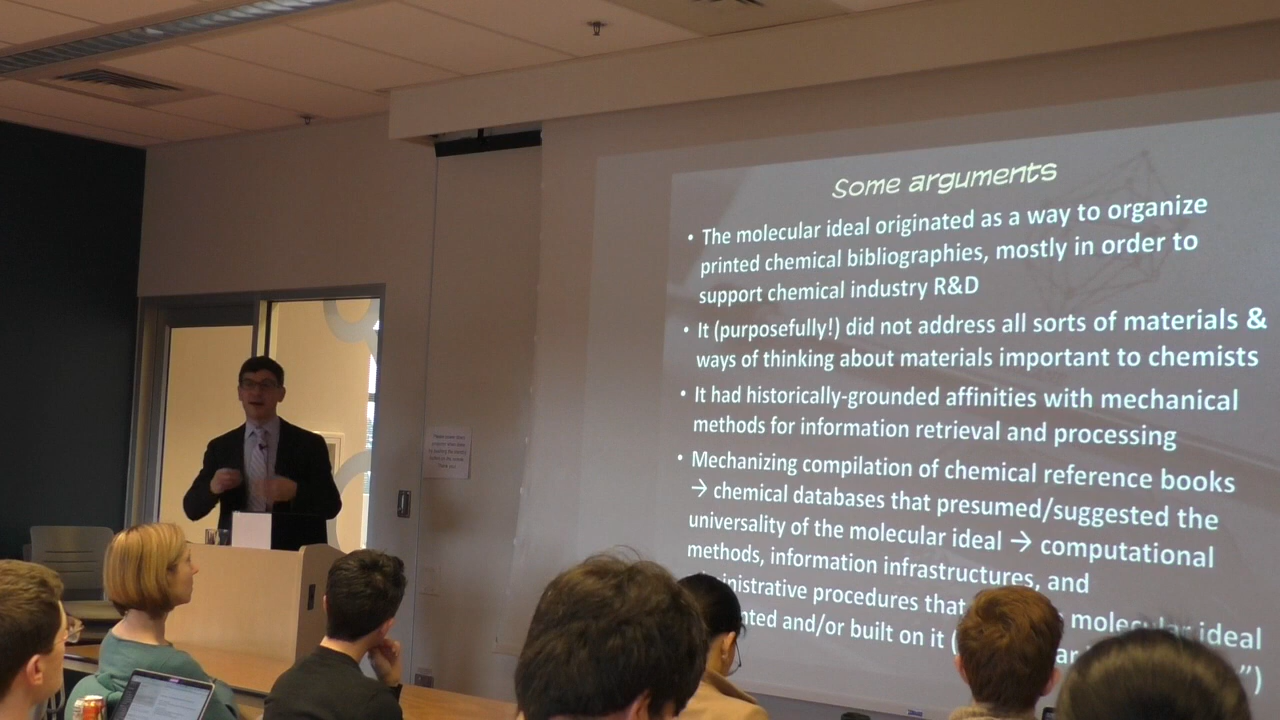 Some arguments
• The molecular ideal originated as a way to organize
printed chemical bibliographies, mostly in order to
support chemical industry R&D
• It (purposefully!) did not address all sorts of materials &
ways of thinking about materials important to chemists
• It had historically-grounded affinities with mechanical
methods for information retrieval and processing
• Mechanizing compilation of chemical reference books
→ chemical databases that presumed/suggested the
universality of the molecular ideal → computational
methods, information infrastructures, and
procedures that molecular ideal
and/or built on it (
”)